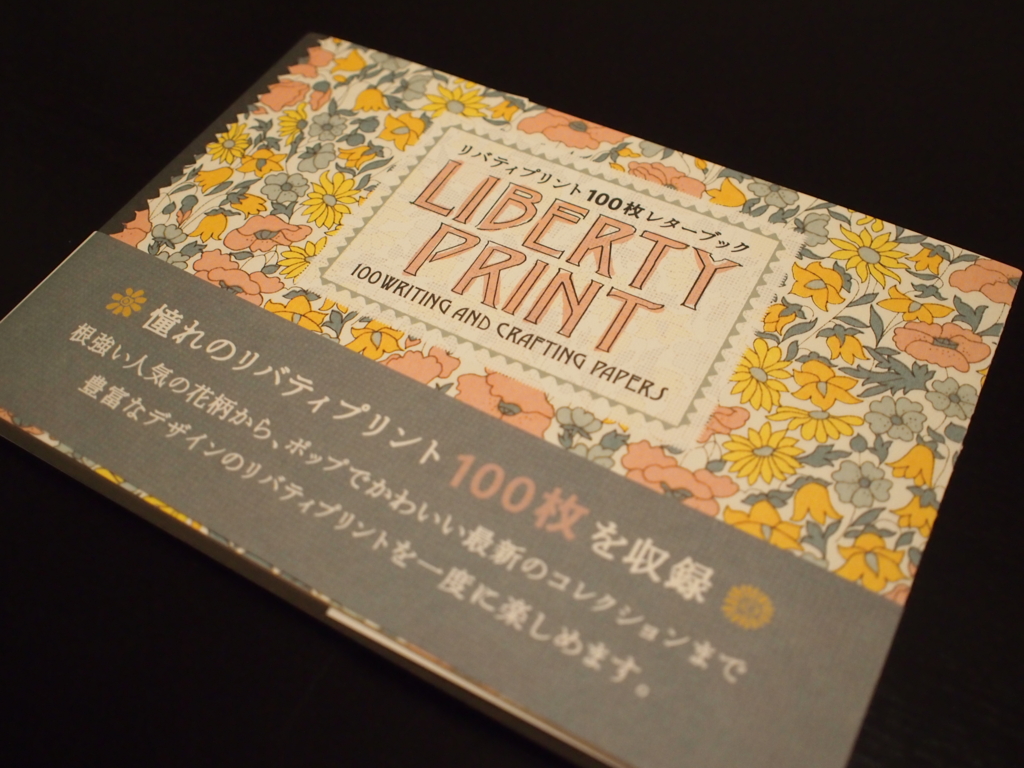 リバティプリント100枚レターブック
LIBERTY
PRINT
100 WRITING AND CRAFTING PAPERS
憧れのリバティプリント100枚を収録
根強い人気の花柄から、ポップでかわいい最新のコレクションまで
豊富なデザインのリバティプリントを一度に楽しめます。